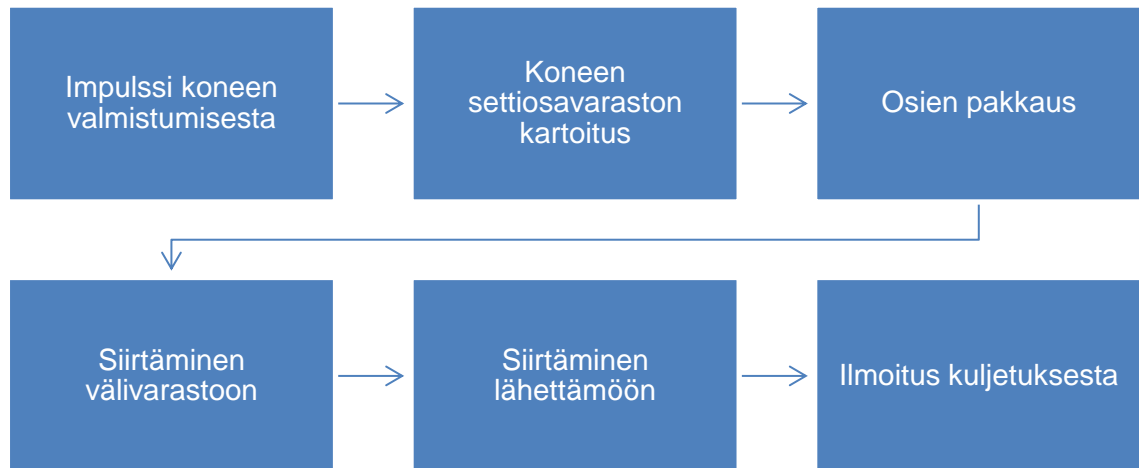 Impulssi koneen
valmistumisesta
Koneen
settiosavaraston
kartoitus
Osien pakkaus
Siirtäminen
välivarastoon
Siirtäminen
lähettämöön
Ilmoitus kuljetuksesta